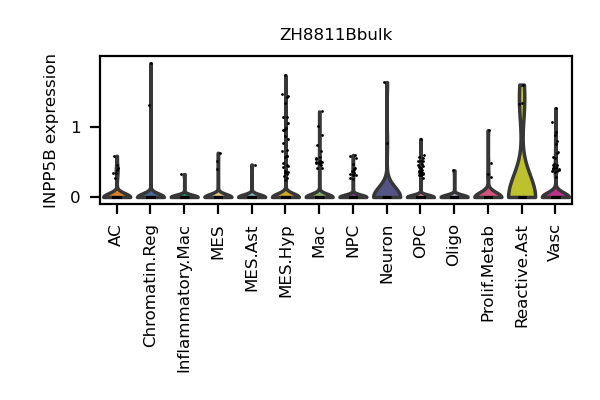 ZH8811Bbulk
INPP5B expression
1
0
AC
Chromatin.Reg
Inflammatory.Mac
MES
MES.Ast
MES.Hyp
Mac
NPC
Neuron
OPC
Oligo
Prolif.Metab
Reactive.Ast
Vasc